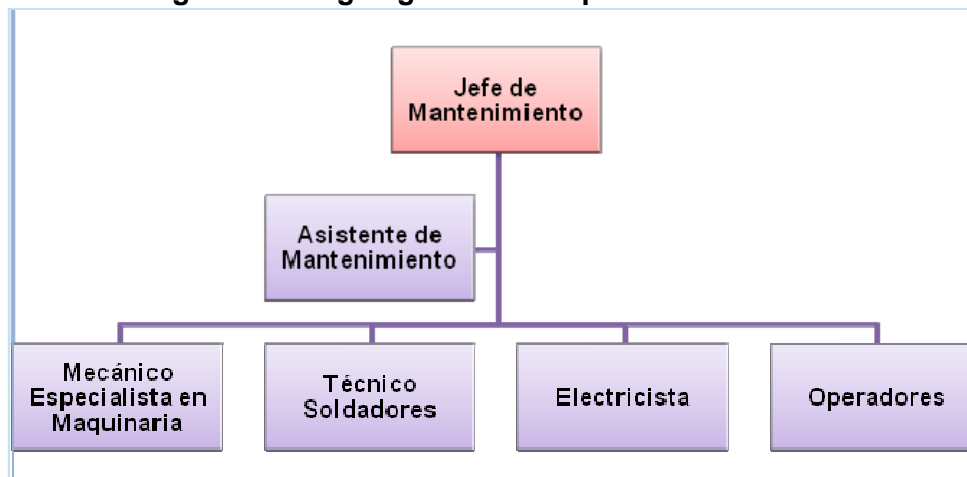 Jefe de
Mantenimiento
Asistente de
Mantenimiento
Mecánico
Especialista en
Maquinaria
Técnico
Soldadores
Electricista
Operadores